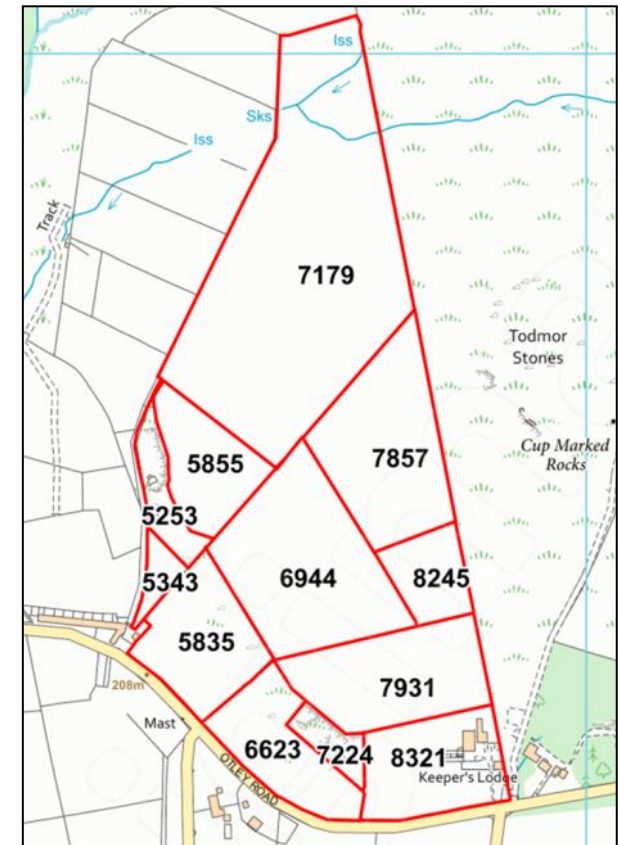 Iss
Sks
Iss
Track
7179
Todmor
Stones
7857
Cup Marked
Rocks
5855
5253
5343
6944
8245
5835
7931
208m
Mast
6623
7224
8321
Keeper's Lodge
OTLEY ROAD